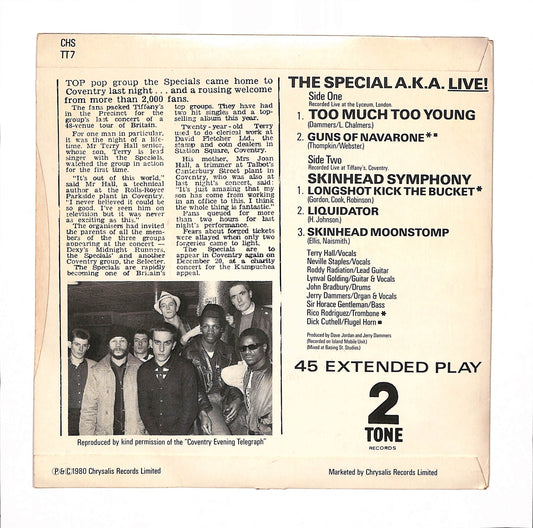 CHS
TT7
TOP pop group the Specials came home to
Coventry last night . . . and a rousing welcome
from more than 2,000 fans.
The fans packed Tiffany's
in the Precinct for the
group's last concert of a
48-venue tour of Britain.
For one man in particular,
it was the night of a life-
time. Mr Terry Hall senior,
whose son, Terry is lead
singer with the Specials,
watched the group in action
for the first time.
"It's out of this world,"
said Mr Hall, a technical
author at the Rolls-Royce
Parkside plant in Coventry.
"I never believed it could be
so good. I've seen him on
television but it was never
as exciting as this."
The organisers had invited
the parents of all the mem-
bers of the three groups
appearing at the concert —
Dexy's Midnight Runners,
the Specials' and another
Coventry group, the Selecter.
The Specials are rapidly
becoming one of Britain's
top groups. They have had
two hit singles and a top-
selling album this year.
Twenty-year-old Terry
used to do clerical work at
David Fletcher Ltd., the
stamp and coin dealers in
Station Square, Coventry.
His mother, Mrs Joan
Hall, a trimmer at Talbot's
Canterbury Street plant in
Coventry, who was also at
last night's concert, said:
"It's just amazing that my
son has come from working
in an office to this. I think
the whole thing is fantastic."
Fans queued for more
than two hours for last
night's performance.
Fears about forged tickets
were allayed when only two
forgeries came to light.
The Specials are to
appear in Coventry again on
December 20, at a charity
concert for the Kampuchea
appeal.
Reproduced by kind permission of the "Coventry Evening Telegraph"
℗ & © 1980 Chrysalis Records Limited
THE SPECIAL A.K.A. LIVE!
Side One
Recorded Live at the Lyceum, London.
1. TOO MUCH TOO YOUNG
(Dammers/L. Chalmers)
2. GUNS OF NAVARONE*▪
(Thompkin/Webster)
Side Two
Recorded Live at Tiffany's, Coventry.
SKINHEAD SYMPHONY
1. LONGSHOT KICK THE BUCKET*
(Gordon, Cook, Robinson)
2. LIQUIDATOR
(H. Johnson)
3. SKINHEAD MOONSTOMP
(Ellis, Naismith.)
Terry Hall/Vocals
Neville Staples/Vocals
Roddy Radiation/Lead Guitar
Lynval Golding/Guitar & Vocals
John Bradbury/Drums
Jerry Dammers/Organ & Vocals
Sir Horace Gentleman/Bass
Rico Rodriguez/Trombone *
Dick Cuthell/Flugel Horn ▪
Produced by Dave Jordan and Jerry Dammers
(Recorded on Island Mobile Unit)
(Mixed at Basing St. Studios.)
45 EXTENDED PLAY
2
TONE
RECORDS
Marketed by Chrysalis Records Limited